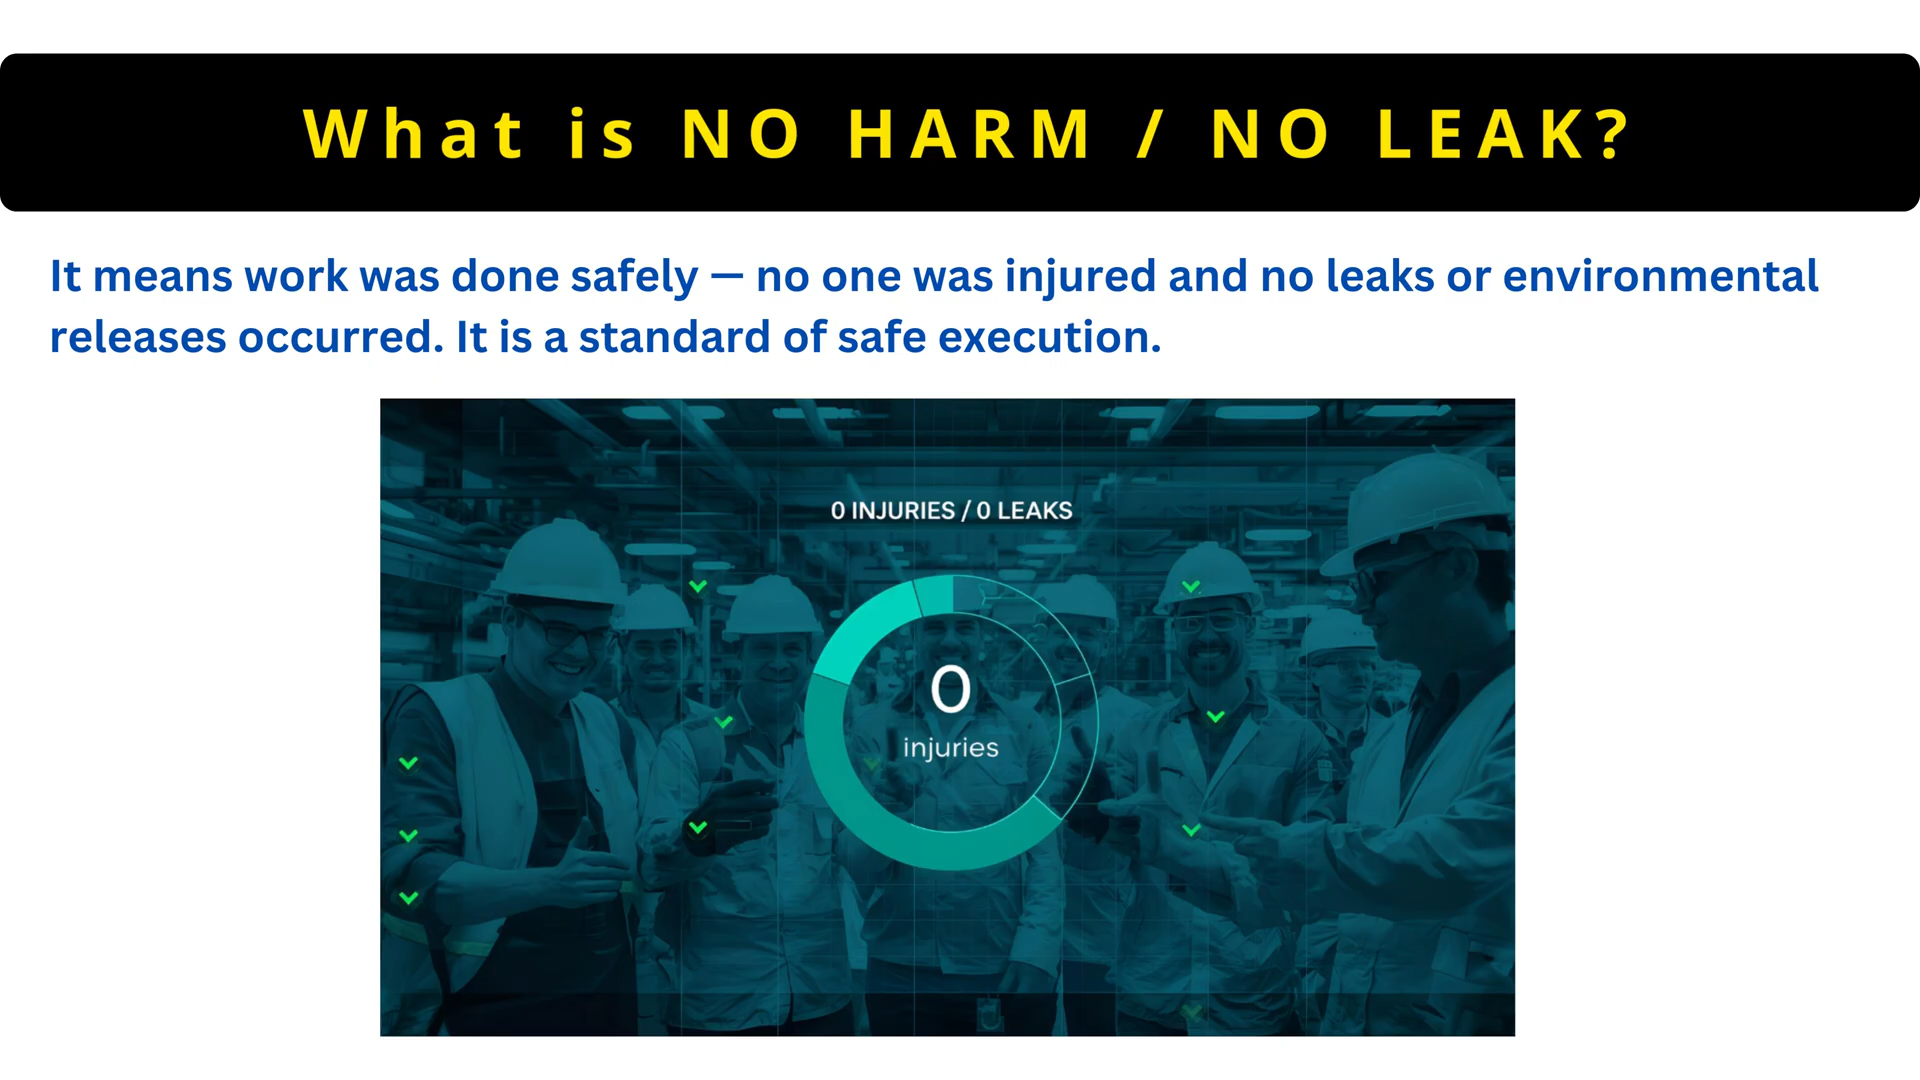 What is NO HARM / NO LEAK?
It means work was done safely — no one was injured and no leaks or environmental
releases occurred. It is a standard of safe execution.
0 INJURIES / 0 LEAKS
0
injuries